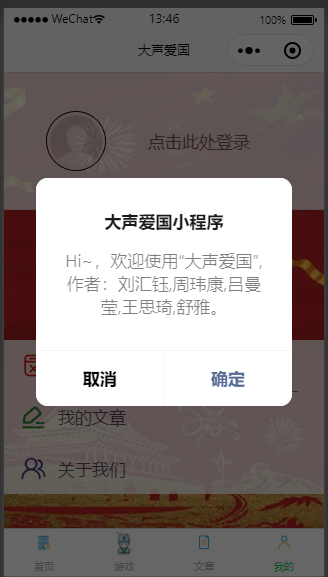 WeChat
13:46
100%
大声爱国
点击此处登录
大声爱国小程序
Hi~，欢迎使用“大声爱国”,
作者：刘汇钰,周玮康,吕曼
莹,王思琦,舒雅。
取消
确定
我的文章
关于我们
首页
游戏
文章
我的